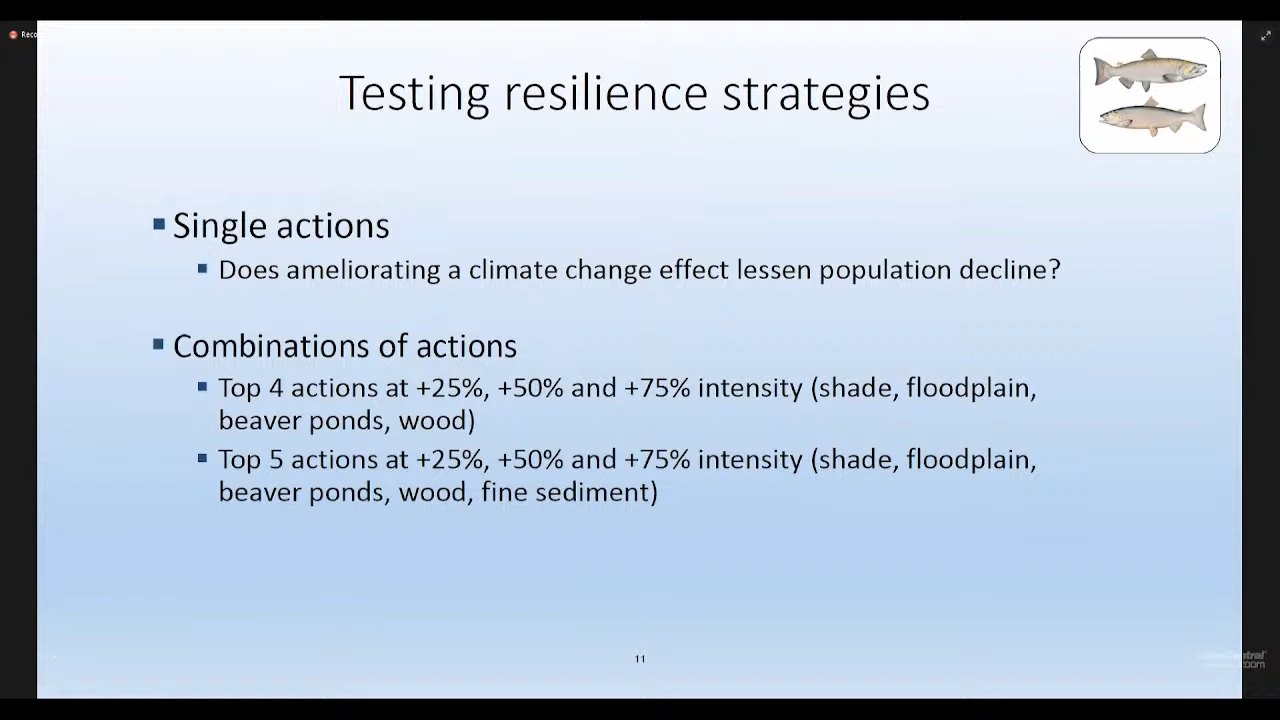 Reco
Testing resilience strategies
Single actions
Does ameliorating a climate change effect lessen population decline?
Combinations of actions
Top 4 actions at +25%, +50% and +75% intensity (shade, floodplain,
beaver ponds, wood)
Top 5 actions at +25%, +50% and +75% intensity (shade, floodplain,
beaver ponds, wood, fine sediment)
11
zoom